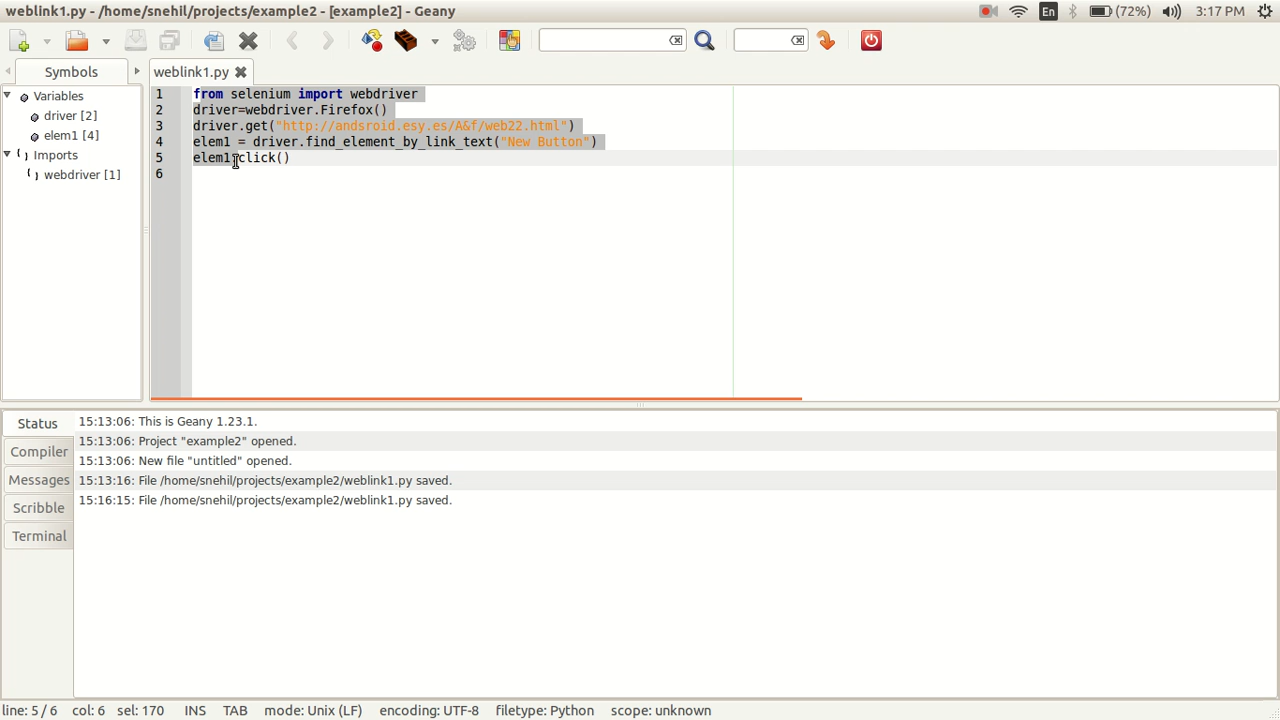 weblink1.py - /home/snehil/projects/example2 - [example2] - Geany
En (72%) 3:17 PM
Symbols weblink1.py
Variables
driver [2]
elem1 [4]
Imports
webdriver [1]
1 from selenium import webdriver
2 driver=webdriver.Firefox()
3 driver.get("http://andsroid.esy.es/A&f/web22.html")
4 elem1 = driver.find_element_by_link_text("New Button")
5 elem1.click()
6
Status
Compiler
Messages
Scribble
Terminal
15:13:06: This is Geany 1.23.1.
15:13:06: Project "example2" opened.
15:13:06: New file "untitled" opened.
15:13:16: File /home/snehil/projects/example2/weblink1.py saved.
15:16:15: File /home/snehil/projects/example2/weblink1.py saved.
line: 5 / 6 col: 6 sel: 170 INS TAB mode: Unix (LF) encoding: UTF-8 filetype: Python scope: unknown